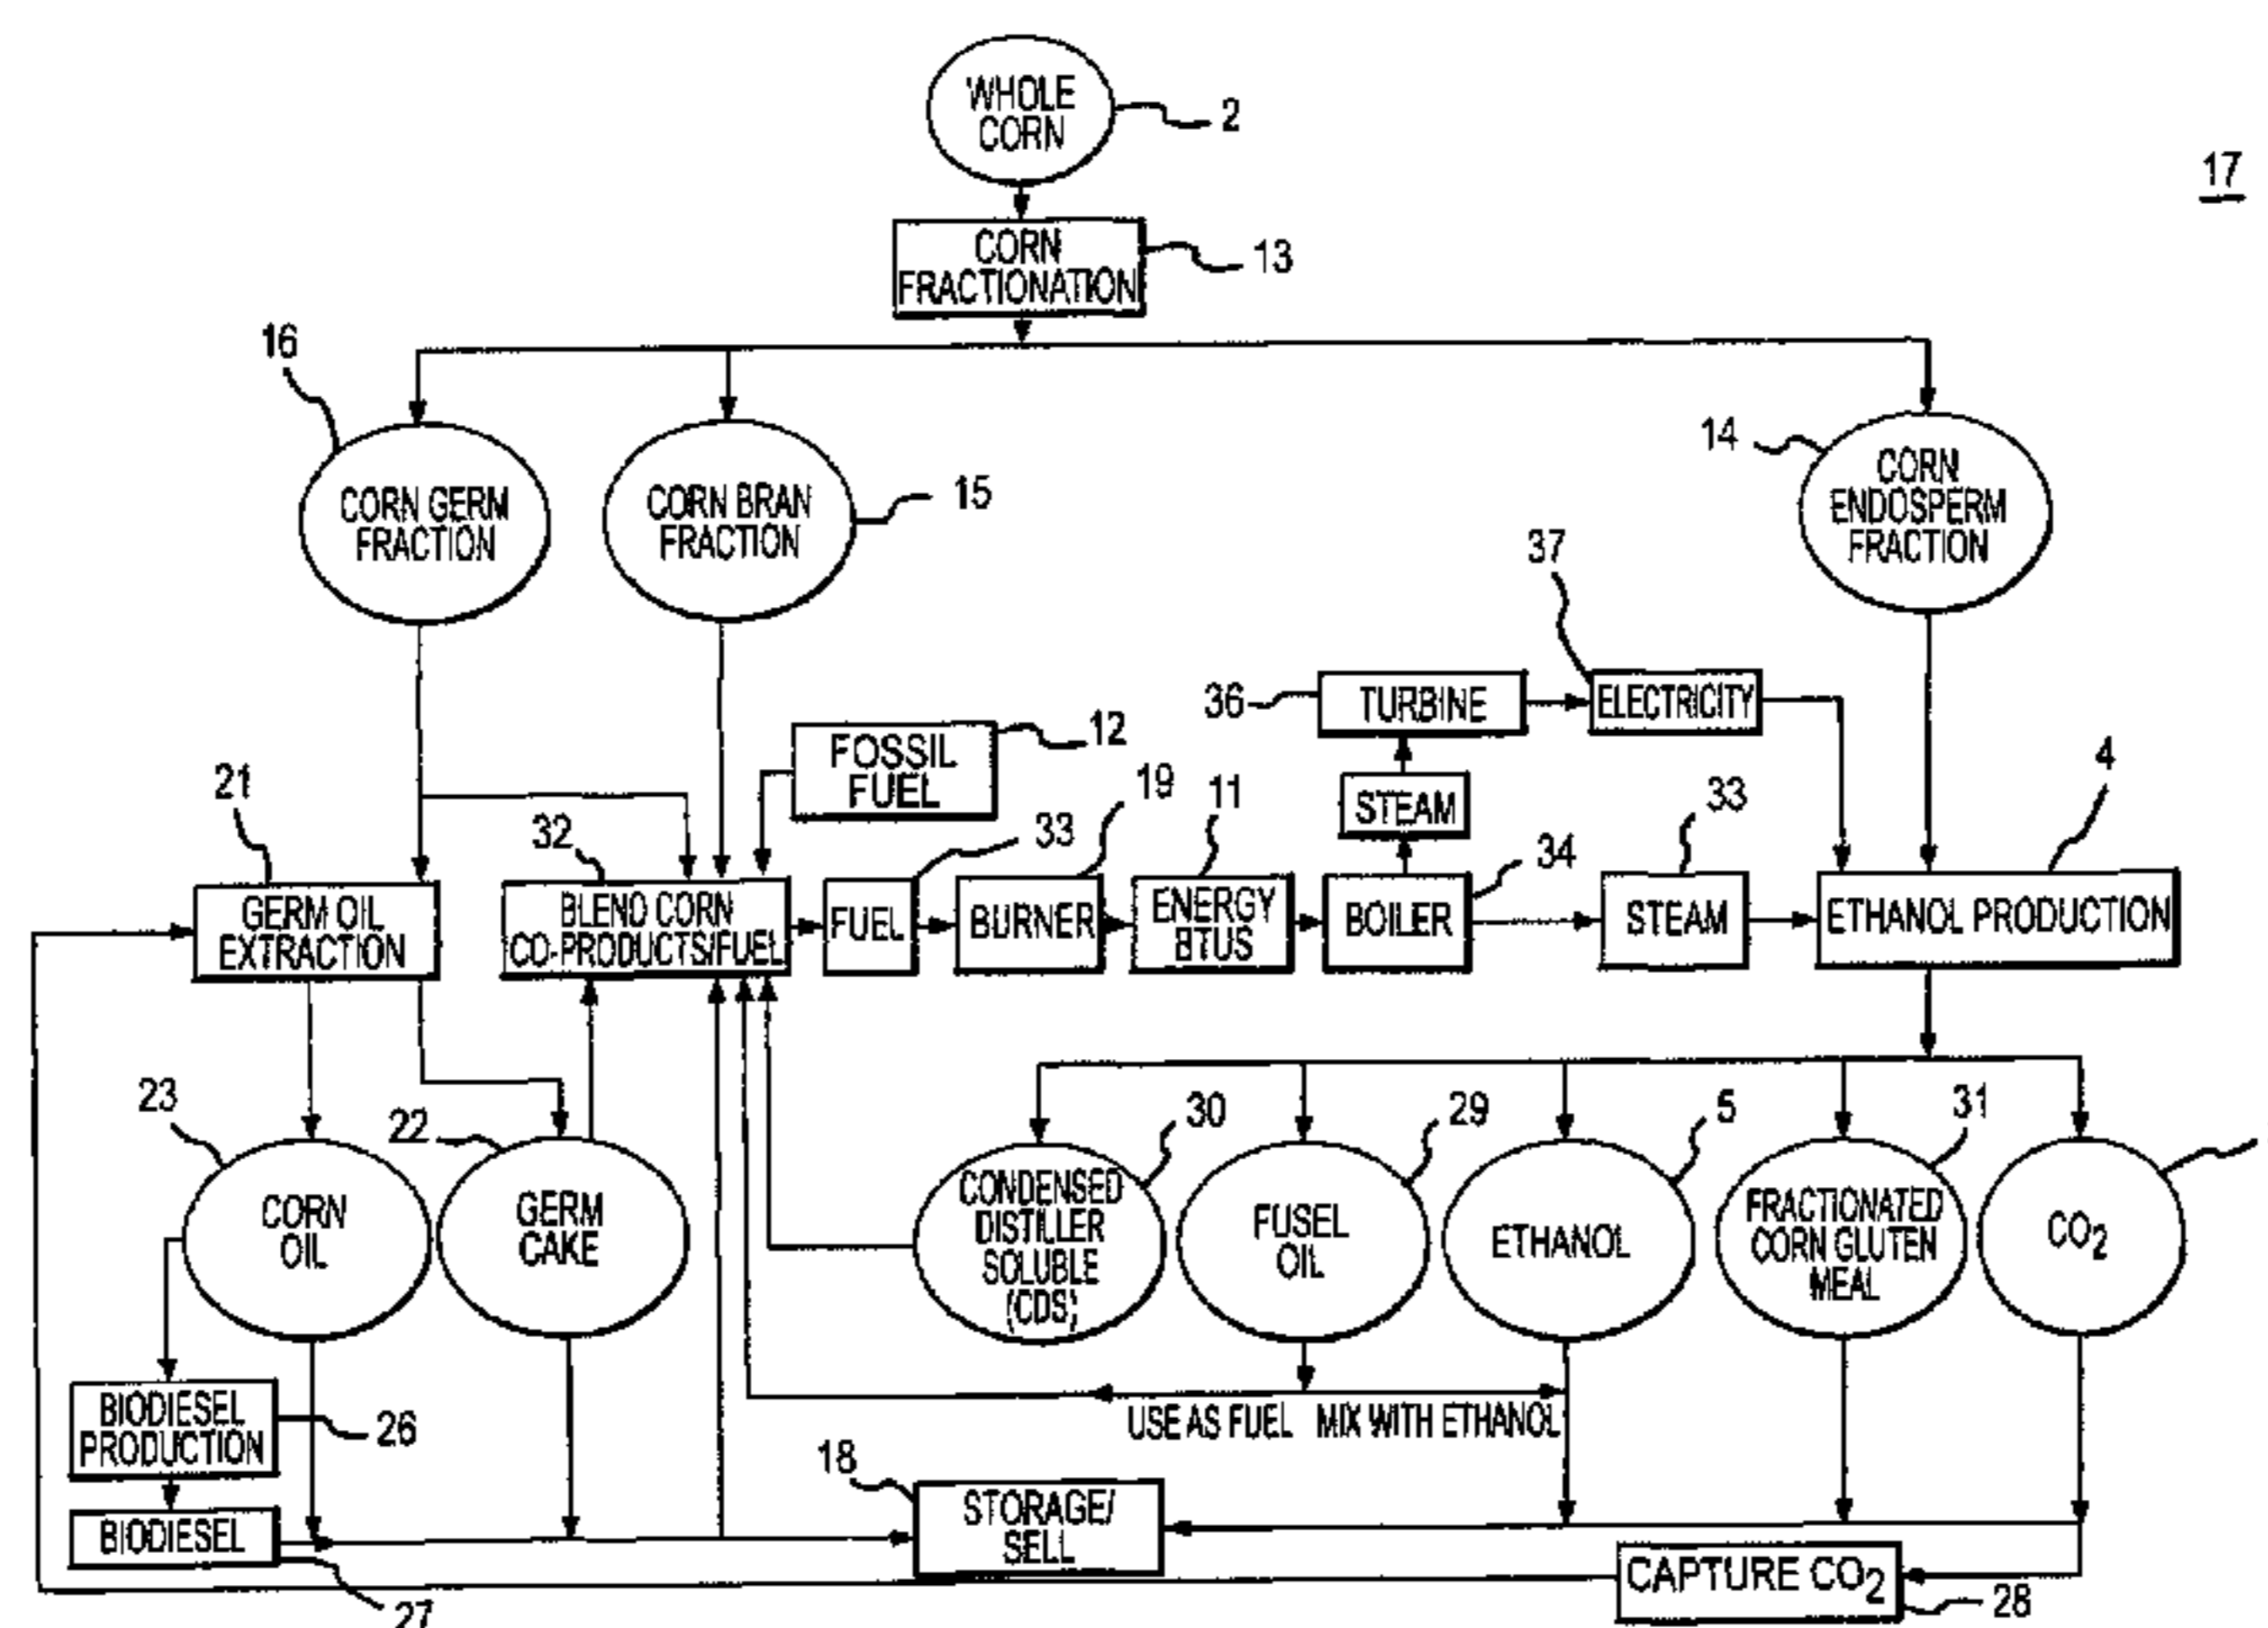 WHOLE
CORN
2
17
CORN
FRACTIONATION
13
16
CORN GERM
FRACTION
CORN BRAN
FRACTION
15
14
CORN
ENDOSPERM
FRACTION
37
36
TURBINE
ELECTRICITY
FOSSIL
FUEL
12
STEAM
21
32
33
19
11
34
33
4
GERM OIL
EXTRACTION
BLEND CORN
CO-PRODUCTS/FUEL
FUEL
BURNER
ENERGY
BTUS
BOILER
STEAM
ETHANOL PRODUCTION
23
CORN
OIL
22
GERM
CAKE
30
CONDENSED
DISTILLER
SOLUBLE
(CDS)
29
FUSEL
OIL
5
ETHANOL
31
FRACTIONATED
CORN GLUTEN
MEAL
CO2
USE AS FUEL MIX WITH ETHANOL
BIODIESEL
PRODUCTION
26
BIODIESEL
27
18
STORAGE/
SELL
CAPTURE CO2
28